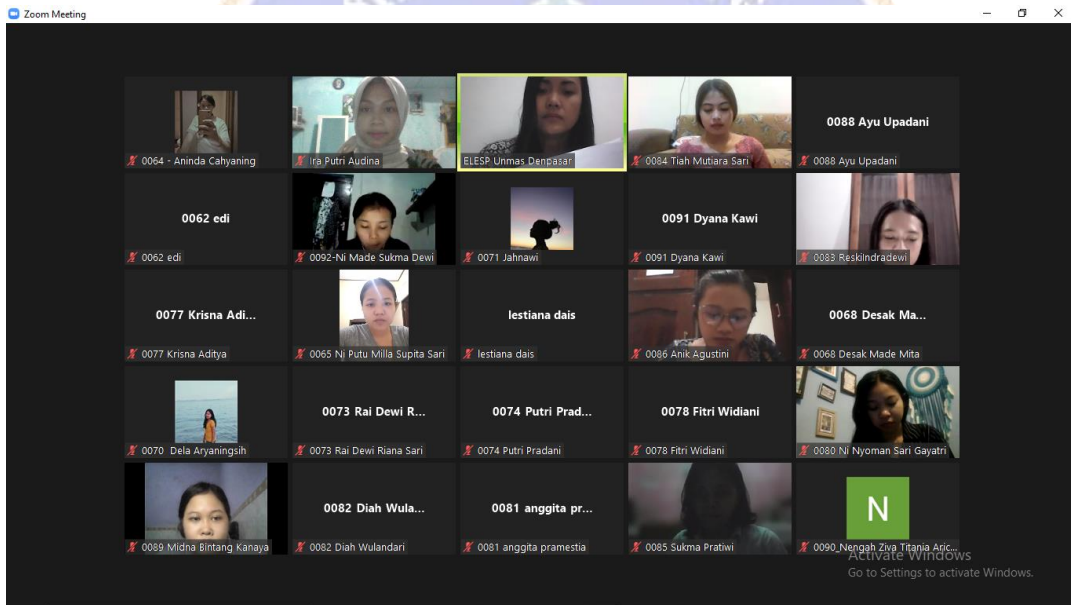 Zoom Meeting
0064 - Aninda Cahyaning
Ira Putri Audina
ELESP Unmas Denpasar
0084 Tiah Mutiara Sari
0088 Ayu Upadani
0088 Ayu Upadani
0062 edi
0062 edi
0092-Ni Made Sukma Dewi
0071 Jahnawi
0091 Dyana Kawi
0091 Dyana Kawi
0083 ReskiIndradewi
0077 Krisna Adi...
0077 Krisna Aditya
0065 Ni Putu Milla Supita Sari
lestiana dais
lestiana dais
0086 Anik Agustini
0068 Desak Ma...
0068 Desak Made Mita
0070 Dela Aryaningsih
0073 Rai Dewi R...
0073 Rai Dewi Riana Sari
0074 Putri Prad...
0074 Putri Pradani
0078 Fitri Widiani
0078 Fitri Widiani
0080 Ni Nyoman Sari Gayatri
0089 Midna Bintang Kanaya
0082 Diah Wula...
0082 Diah Wulandari
0081 anggita pr...
0081 anggita pramestia
0085 Sukma Pratiwi
N
0090_Nengah Ziva Titania Aric...
Activate Windows
Go to Settings to activate Windows.